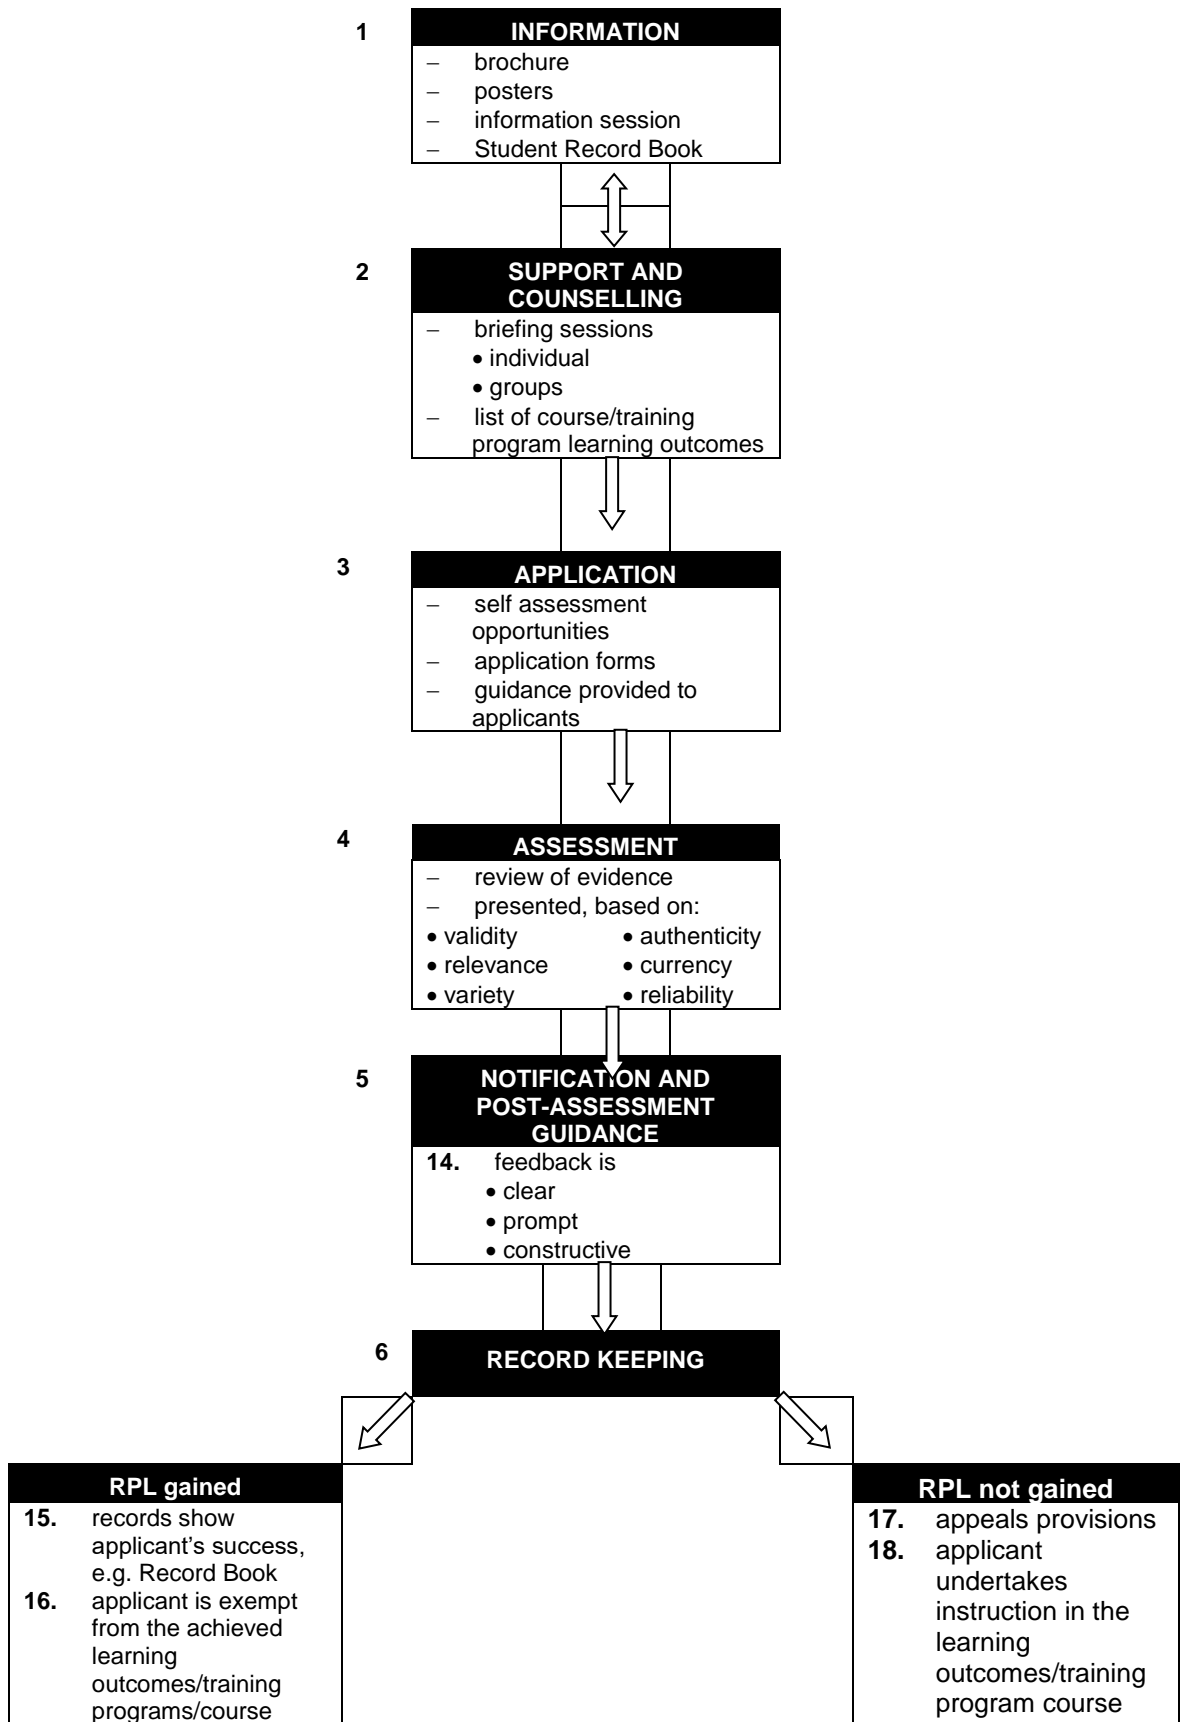 1 INFORMATION
– brochure
– posters
– information session
– Student Record Book
2 SUPPORT AND
COUNSELLING
– briefing sessions
• individual
• groups
– list of course/training
program learning outcomes
3 APPLICATION
– self assessment
opportunities
– application forms
– guidance provided to
applicants
4 ASSESSMENT
– review of evidence
– presented, based on:
• validity • authenticity
• relevance • currency
• variety • reliability
5 NOTIFICATION AND
POST-ASSESSMENT
GUIDANCE
14. feedback is
• clear
• prompt
• constructive
6 RECORD KEEPING
RPL gained
15. records show
applicant’s success,
e.g. Record Book
16. applicant is exempt
from the achieved
learning
outcomes/training
programs/course
RPL not gained
17. appeals provisions
18. applicant
undertakes
instruction in the
learning
outcomes/training
program course